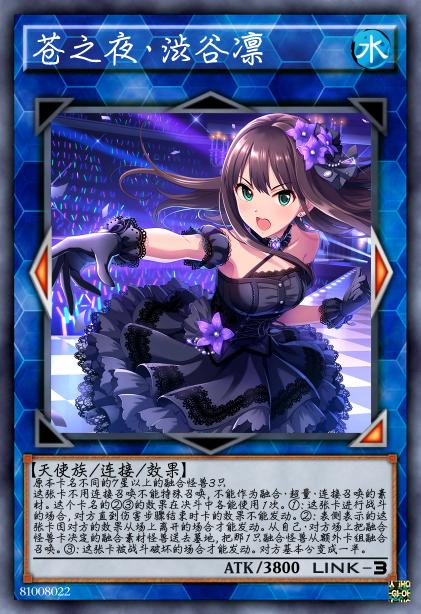 苍之夜·渋谷凛
水
【天使族/连接/效果】
原本卡名不同的7星以上的融合怪兽3只
这张卡不用连接召唤不能特殊召唤,不能作为融合·超量·连接召唤的素
材。这个卡名的②③的效果在决斗中各能使用1次。①:这张卡进行战斗
的场合,对方直到伤害步骤结束时卡的效果不能发动。②:表侧表示的这
张卡因对方的效果从场上离开的场合才能发动。从自己·对方场上把融合
怪兽卡决定的融合素材怪兽送去墓地,把那1只融合怪兽从额外卡组融合
召唤。③:这张卡被战斗破坏的场合才能发动。对方基本分变成一半。
ATK/3800 LINK-3
81008022